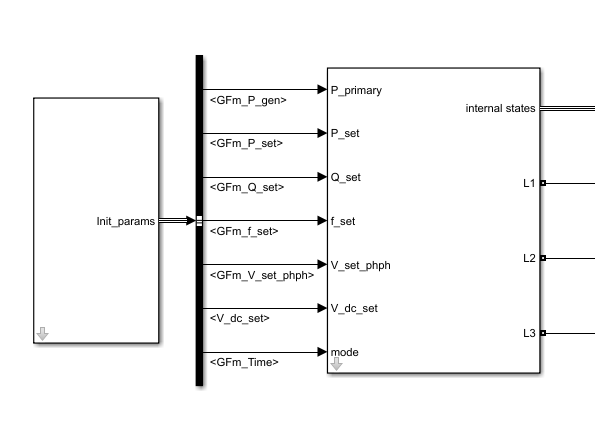 Init_params
<GFm_P_gen>
<GFm_P_set>
<GFm_Q_set>
<GFm_f_set>
<GFm_V_set_phph>
<V_dc_set>
<GFm_Time>
P_primary
P_set
Q_set
f_set
V_set_phph
V_dc_set
mode
internal states
L1
L2
L3